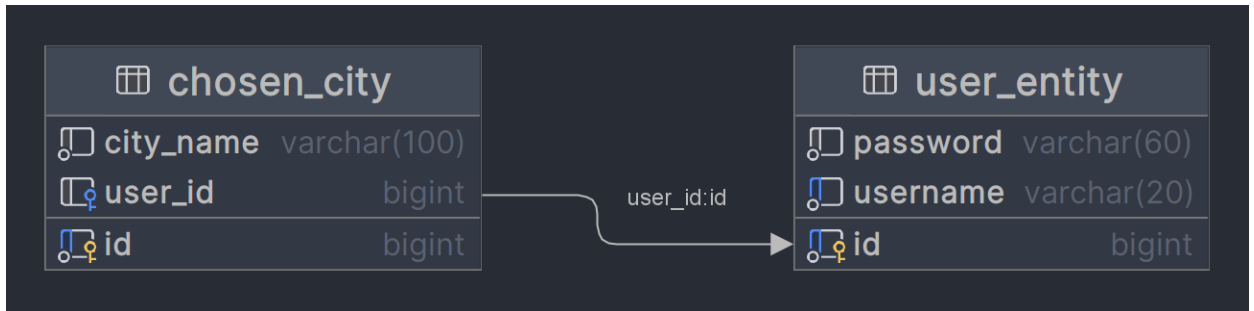 chosen_city
city_name varchar(100)
user_id bigint
id bigint
user_id:id
user_entity
password varchar(60)
username varchar(20)
id bigint